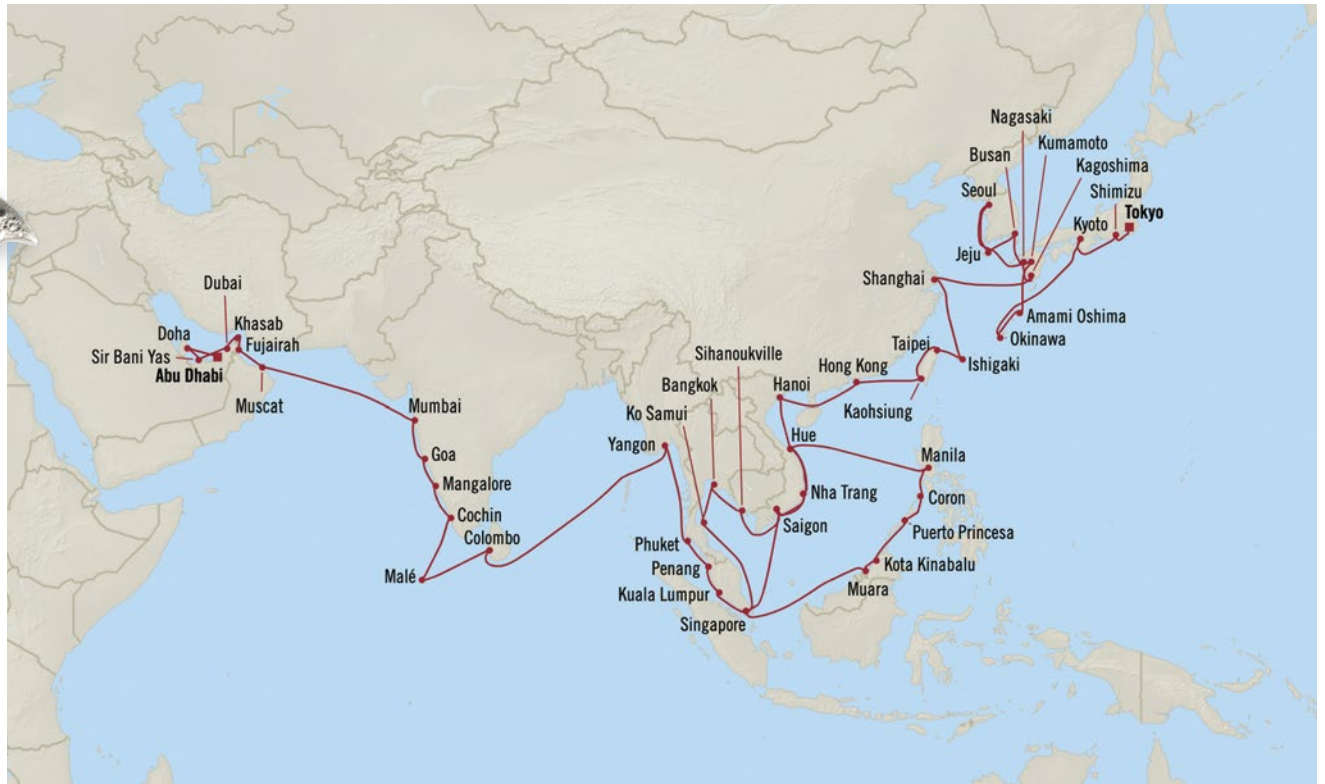 Nagasaki
Kumamoto
Busan
Kagoshima
Seoul
Shimizu
Tokyo
Kyoto
Jeju
Shanghai
Amami Oshima
Okinawa
Dubai
Khasab
Doha
Fujairah
Sir Bani Yas
Abu Dhabi
Muscat
Taipei
Ishigaki
Sihanoukville
Hong Kong
Bangkok
Hanoi
Kaohsiung
Mumbai
Ko Samui
Yangon
Hue
Goa
Manila
Mangalore
Nha Trang
Coron
Cochin
Saigon
Colombo
Puerto Princesa
Phuket
Penang
Kota Kinabalu
Malé
Muara
Kuala Lumpur
Singapore